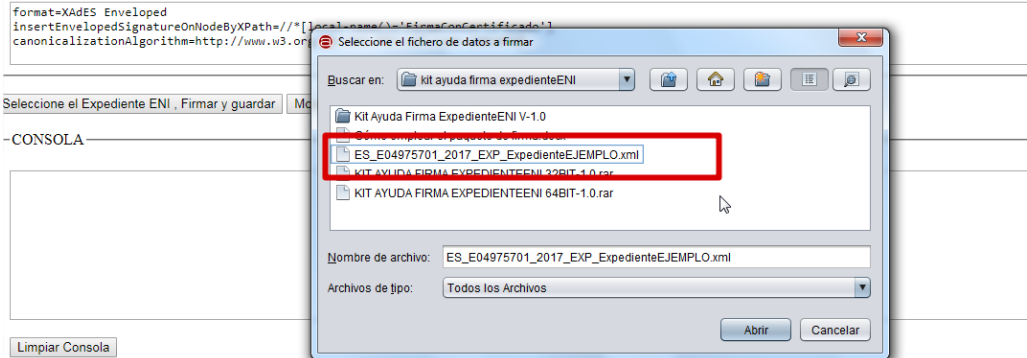 format=XAdES Enveloped
insertEnvelopedSignatureOnNodeByXPath=//*[local-name()='FirmaConCertificado']
canonicalizationAlgorithm=http://www.w3.or
Seleccione el fichero de datos a firmar
Buscar en: kit ayuda firma expedienteENI
Seleccione el Expediente ENI , Firmar y guardar
CONSOLA
Kit Ayuda Firma ExpedienteENI V-1.0
Cómo emplear el paquete de firma.docx
ES_E04975701_2017_EXP_ExpedienteEJEMPLO.xml
KIT AYUDA FIRMA EXPEDIENTEENI 32BIT-1.0.rar
KIT AYUDA FIRMA EXPEDIENTEENI 64BIT-1.0.rar
Nombre de archivo: ES_E04975701_2017_EXP_ExpedienteEJEMPLO.xml
Archivos de tipo: Todos los Archivos
Abrir Cancelar
Limpiar Consola